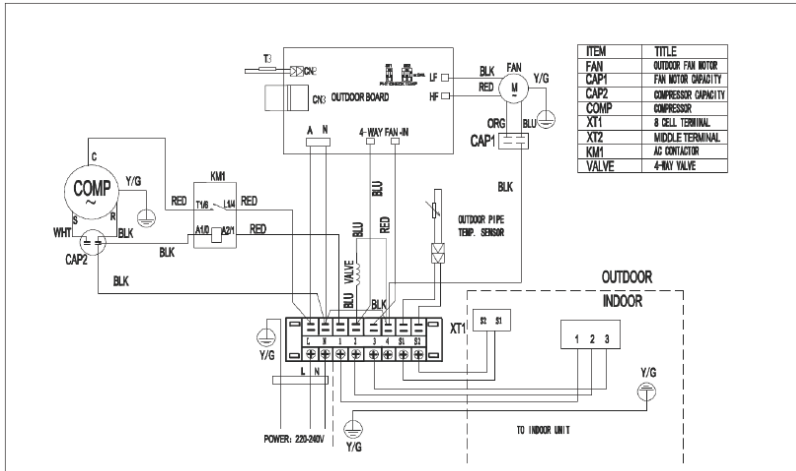 T3
CN2
CN3 OUTDOOR BOARD
LF
HF
BLK
RED
FAN
M
~
Y/G
ORG
BLU
CAP1
A N
4-WAY FAN-IN
BLU
RED
BLK
ITEM TITLE
FAN OUTDOOR FAN MOTOR
CAP1 FAN MOTOR CAPACITY
CAP2 COMPRESSOR CAPACITY
COMP COMPRESSOR
XT1 8 CELL TERMINAL
XT2 MIDDLE TERMINAL
KM1 AC CONTACTOR
VALVE 4-WAY VALVE
C
COMP
~
S R
Y/G
WHT
BLK
CAP2
BLK
BLK
KM1
RED
T1/6 L1/4
RED
A1/0 A2/1
RED
BLU
VALVE
BLU
BLK
OUTDOOR PIPE
TEMP. SENSOR
XT1
L N 1 2 3 4 S1 S2
Y/G
L N
POWER: 220-240V
Y/G
OUTDOOR
INDOOR
S2 S1
1 2 3
Y/G
TO INDOOR UNIT